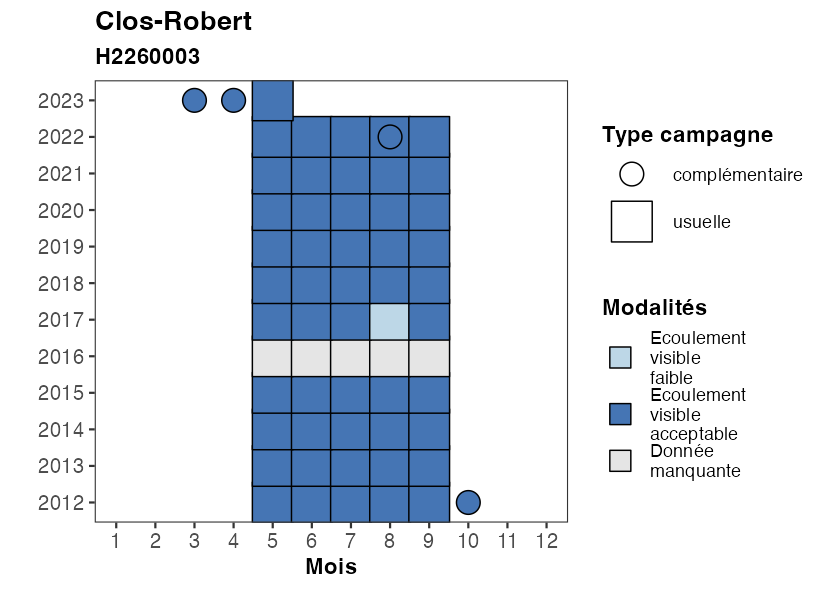 Clos-Robert
H2260003
2023
2022
2021
2020
2019
2018
2017
2016
2015
2014
2013
2012
1 2 3 4 5 6 7 8 9 10 11 12
Mois
Type campagne
complémentaire
usuelle
Modalités
Ecoulement
visible
faible
Ecoulement
visible
acceptable
Donnée
manquante